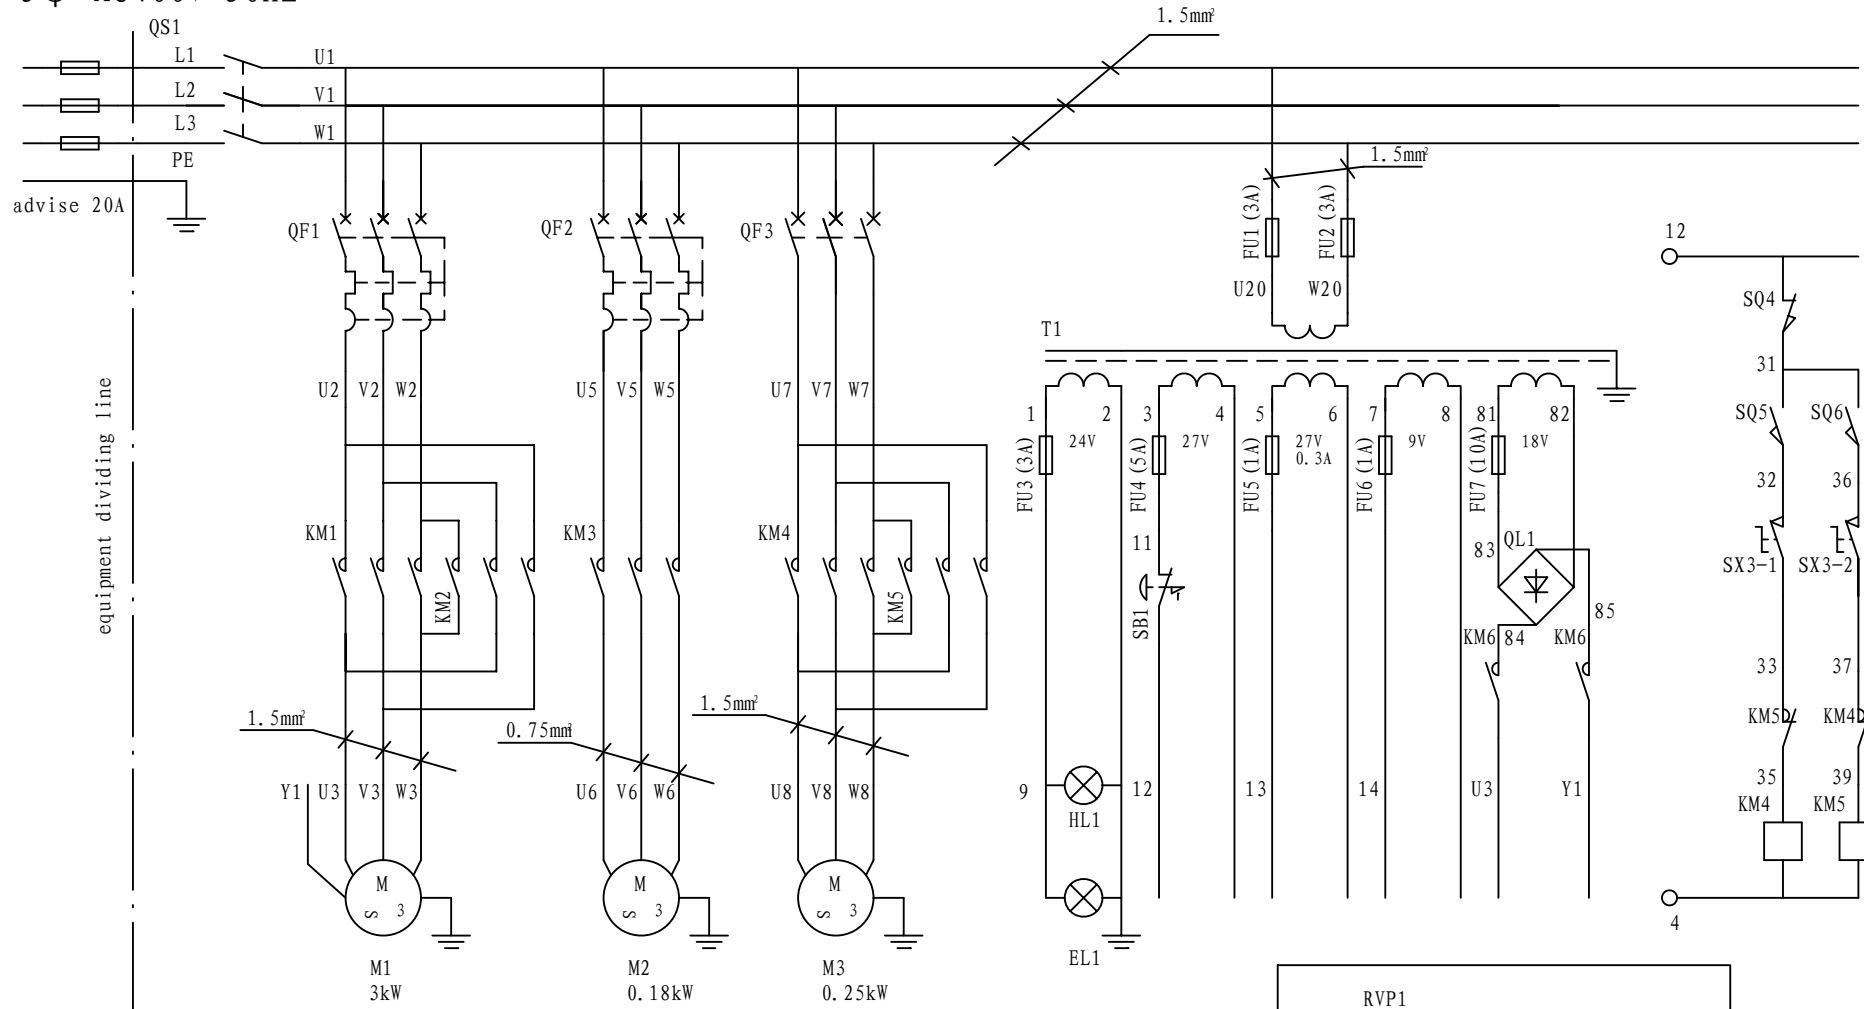 QS1
1.5mm²
L1
U1
L2
V1
L3
W1
PE
1.5mm²
advise 20A
QF1
QF2
QF3
FU1(3A)
FU2(3A)
12
U20
W20
SQ4
T1
31
equipment dividing line
U2 V2 W2
U5 V5 W5
U7 V7 W7
1 2
3 4
5 6
7 8
81 82
SQ5
SQ6
24V
27V
27V
0.3A
9V
18V
FU3(3A)
FU4(5A)
FU5(1A)
FU6(1A)
FU7(10A)
32
36
KM1
KM3
KM4
11
83
QL1
SX3-1
SX3-2
KM2
KM5
SB1
85
KM6
84
KM6
33
37
1.5mm²
0.75mm²
1.5mm²
KM5
KM4
Y1 U3 V3 W3
U6 V6 W6
U8 V8 W8
9
12
13
14
U3
Y1
35
39
KM4
KM5
HL1
M
S 3
M
S 3
M
S 3
4
EL1
M1
3kW
M2
0.18kW
M3
0.25kW
RVP1